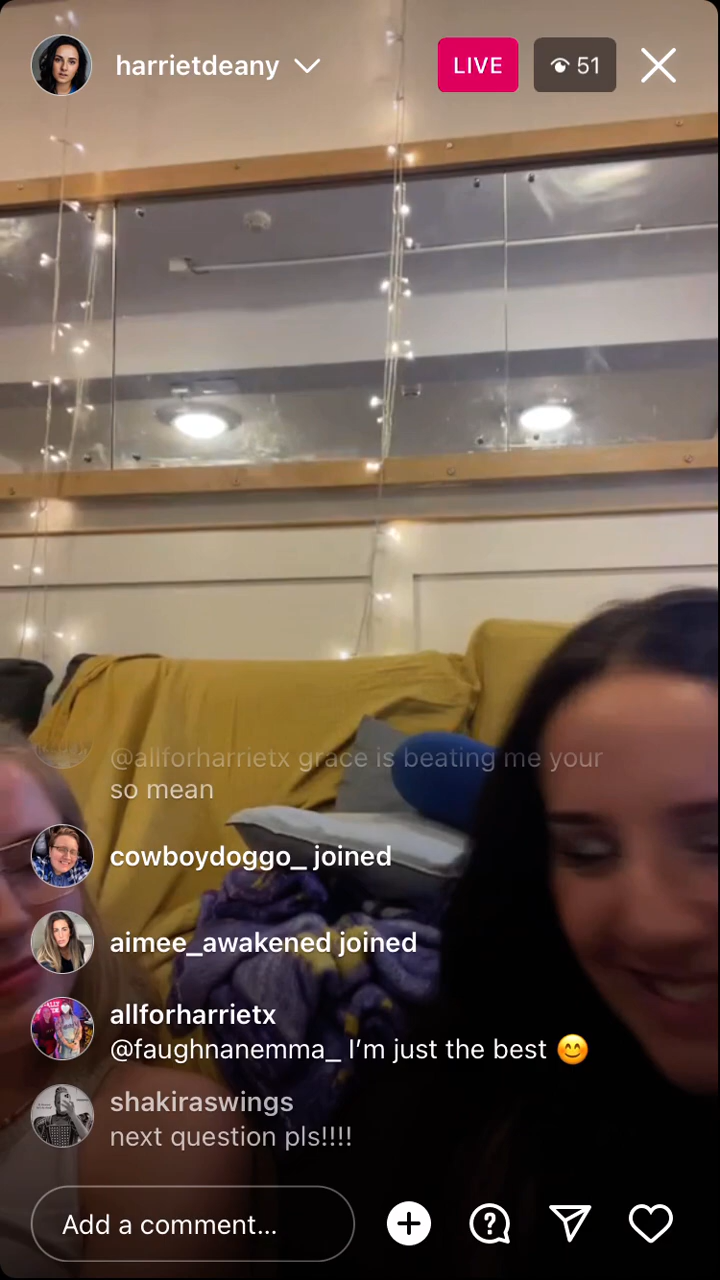 harrietdeany
LIVE
51
@allforharrietx grace is beating me your
so mean
cowboydoggo_ joined
aimee_awakened joined
allforharrietx
@faughnanemma_ I’m just the best 😊
shakiraswings
next question pls!!!!
Add a comment...